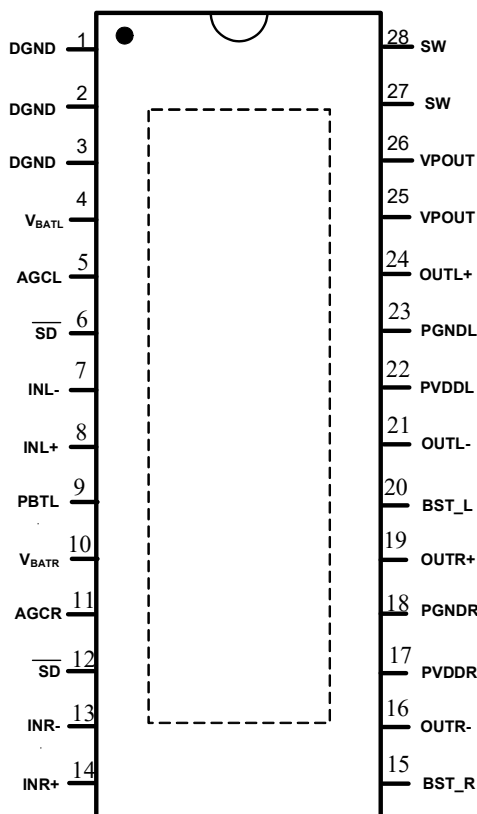 DGND 1 28 SW
DGND 2 27 SW
DGND 3 26 VPOUT
VBATL 4 25 VPOUT
AGCL 5 24 OUTL+
SD 6 23 PGNDL
INL- 7 22 PVDDL
INL+ 8 21 OUTL-
PBTL 9 20 BST_L
VBATR 10 19 OUTR+
AGCR 11 18 PGNDR
SD 12 17 PVDDR
INR- 13 16 OUTR-
INR+ 14 15 BST_R